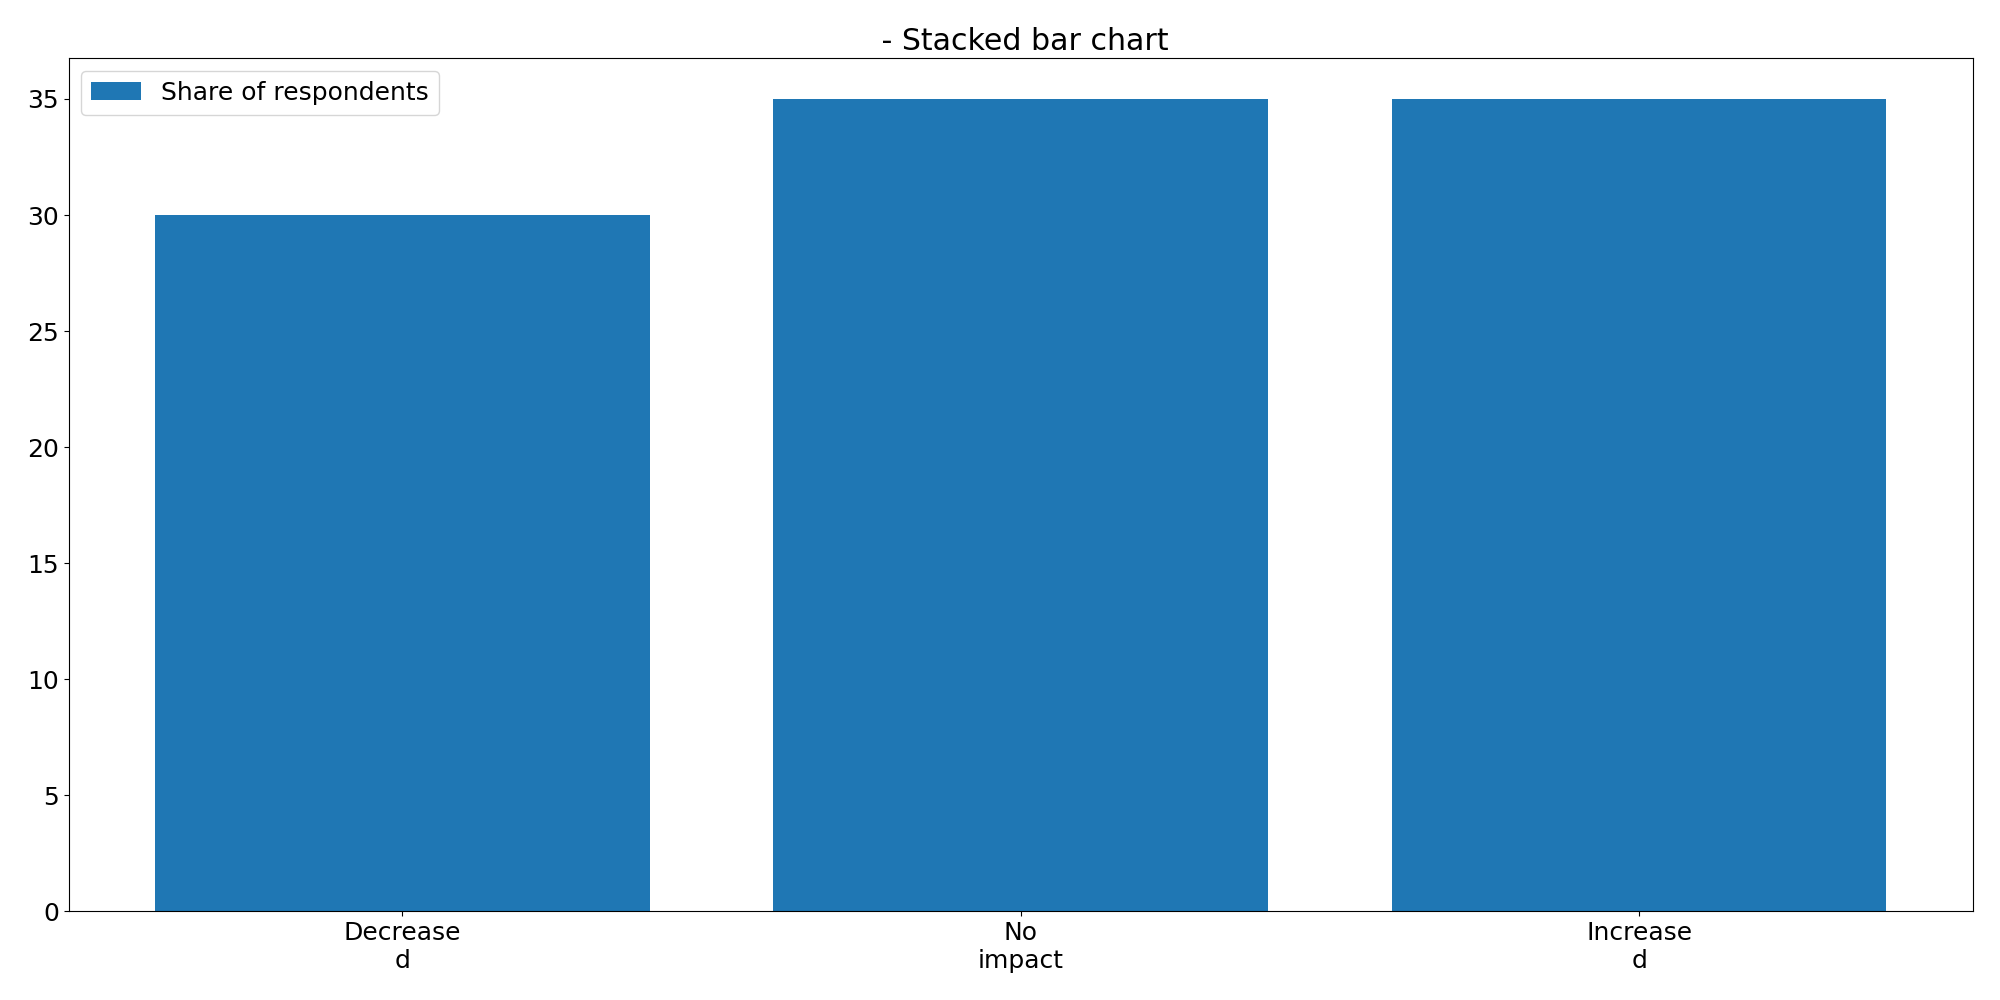 - Stacked bar chart
Share of respondents
35
30
25
20
15
10
5
0
Decrease
d
No
impact
Increase
d